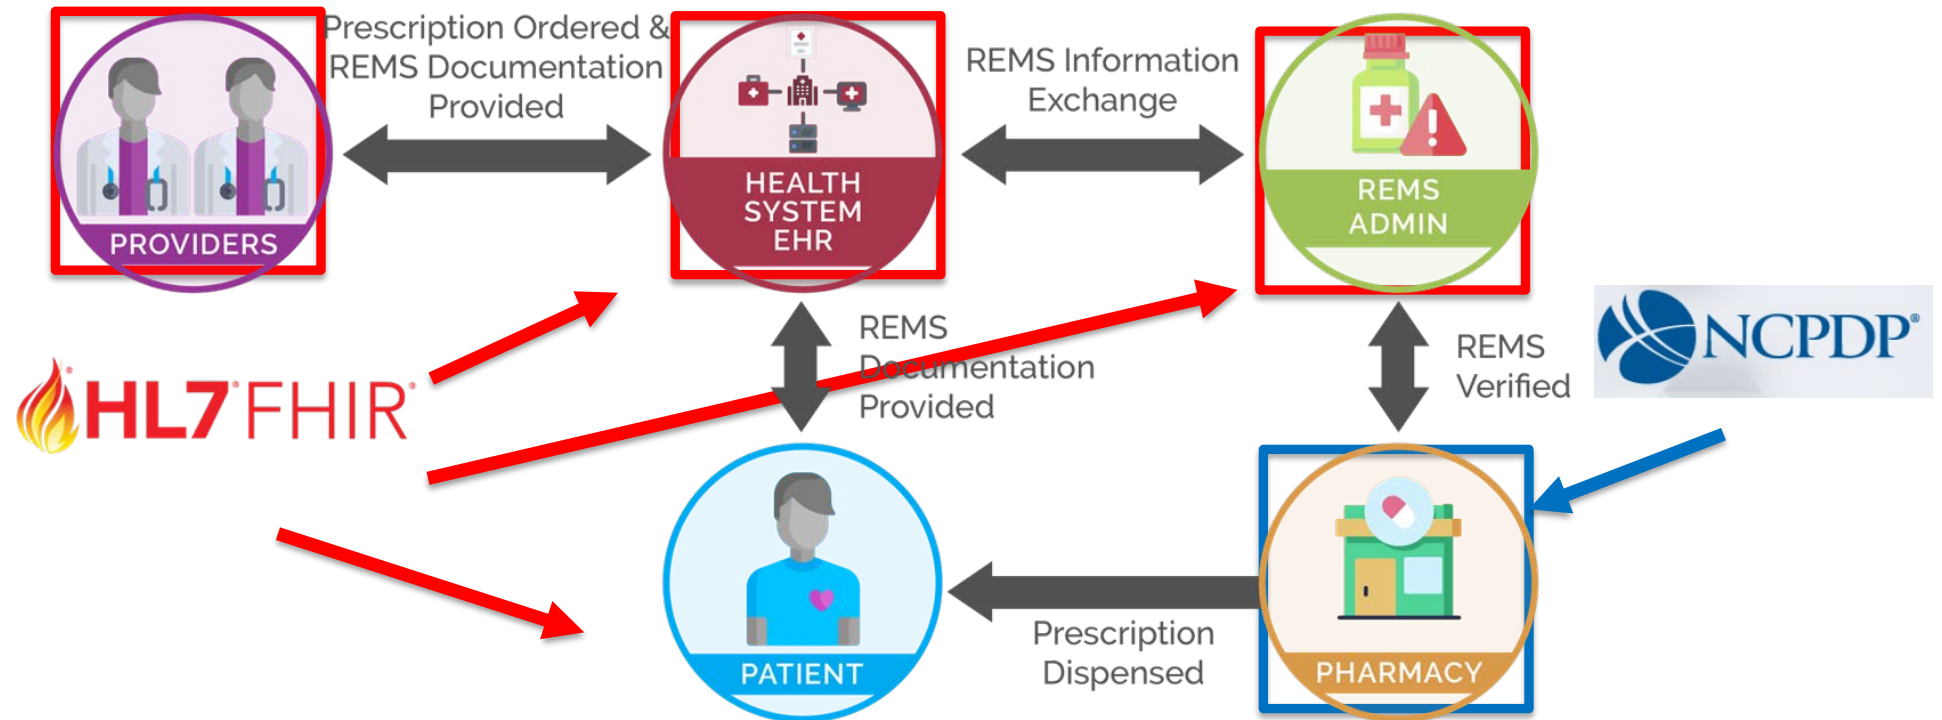 Prescription Ordered &
REMS Documentation
Provided
PROVIDERS
HEALTH
SYSTEM
EHR
REMS Information
Exchange
REMS
ADMIN
HL7® FHIR®
REMS
Documentation
Provided
REMS
Verified
NCPDP®
PATIENT
Prescription
Dispensed
PHARMACY